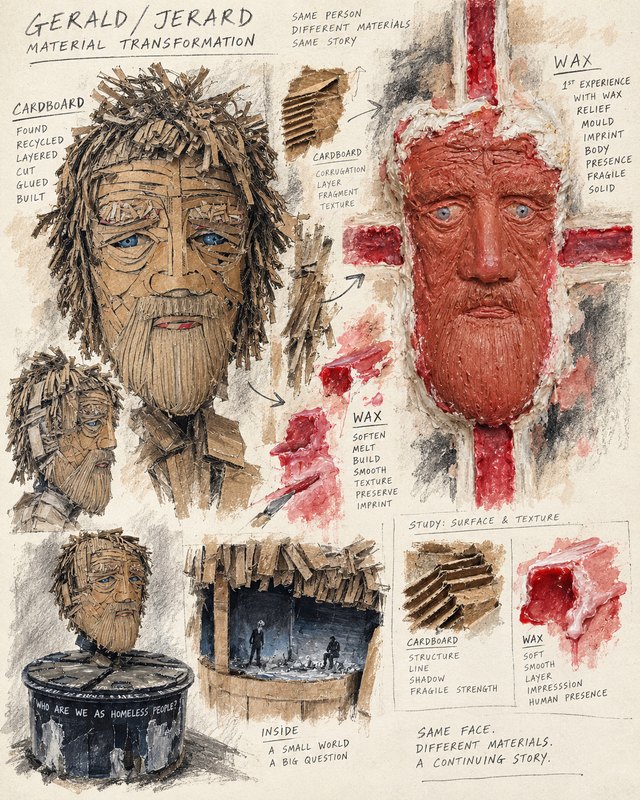 GERALD / JERARD
MATERIAL TRANSFORMATION
SAME PERSON
DIFFERENT MATERIALS
SAME STORY
CARDBOARD
FOUND
RECYCLED
LAYERED
CUT
GLUED
BUILT
CARDBOARD
CORRUGATION
LAYER
FRAGMENT
TEXTURE
WAX
1ST EXPERIENCE
WITH WAX
RELIEF
MOULD
IMPRINT
BODY
PRESENCE
FRAGILE
SOLID
WAX
SOFTEN
MELT
BUILD
SMOOTH
TEXTURE
PRESERVE
IMPRINT
WHO ARE WE AS HOMELESS PEOPLE?
INSIDE
A SMALL WORLD
A BIG QUESTION
STUDY: SURFACE & TEXTURE
CARDBOARD
STRUCTURE
LINE
SHADOW
FRAGILE STRENGTH
WAX
SOFT
SMOOTH
LAYER
IMPRESSSION
HUMAN PRESENCE
SAME FACE.
DIFFERENT MATERIALS.
A CONTINUING STORY.